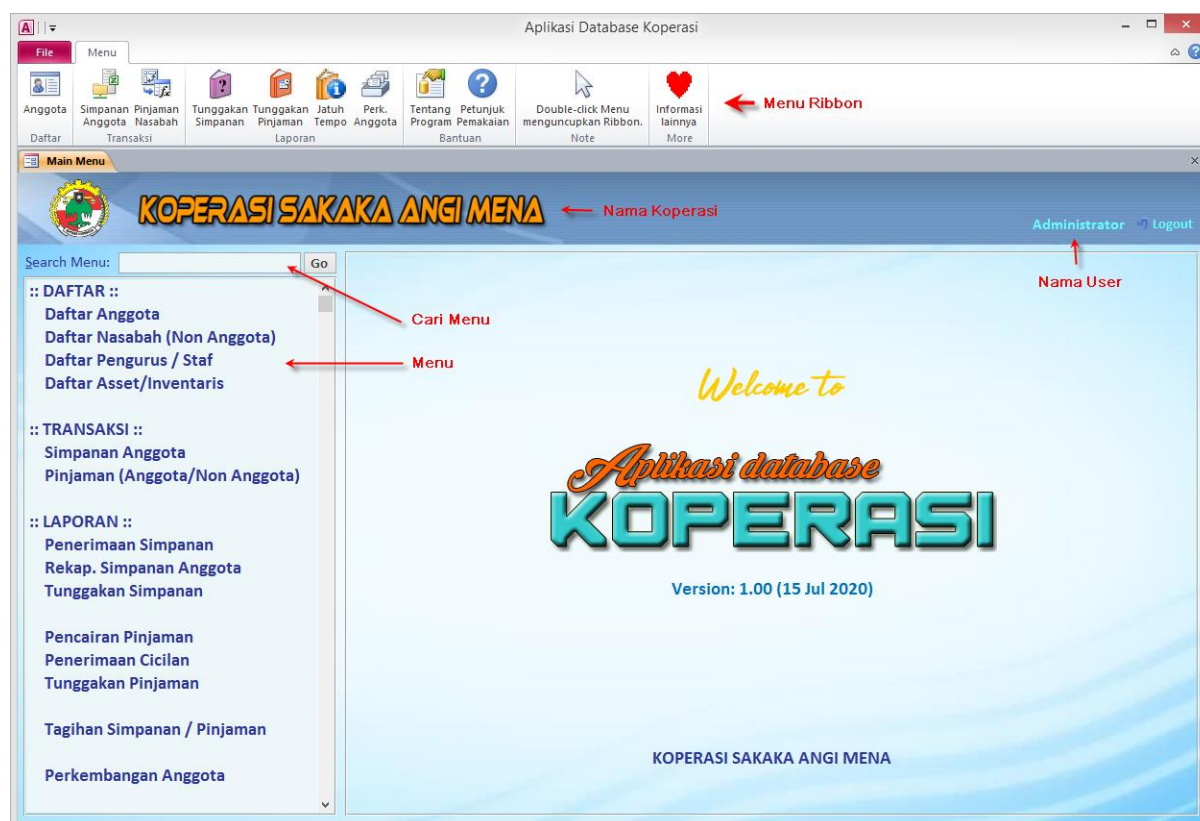 Aplikasi Database Koperasi
File Menu
Anggota
Simpanan Anggota
Pinjaman Nasabah
Tunggakan Simpanan
Tunggakan Pinjaman
Jatuh Tempo
Perk. Anggota
Tentang Program
Petunjuk Pemakaian
Double-click Menu menguncupkan Ribbon.
Informasi lainnya
Menu Ribbon
Daftar Transaksi Laporan Bantuan Note More
Main Menu
KOPERASI SAKAKA ANGI MENA
Nama Koperasi
Administrator Logout
Nama User
Search Menu: Go
Cari Menu
:: DAFTAR ::
Daftar Anggota
Daftar Nasabah (Non Anggota)
Daftar Pengurus / Staf
Menu
Daftar Asset/Inventaris
:: TRANSAKSI ::
Simpanan Anggota
Pinjaman (Anggota/Non Anggota)
:: LAPORAN ::
Penerimaan Simpanan
Rekap. Simpanan Anggota
Tunggakan Simpanan
Pencairan Pinjaman
Penerimaan Cicilan
Tunggakan Pinjaman
Tagihan Simpanan / Pinjaman
Perkembangan Anggota
Welcome to
Aplikasi database
KOPERASI
Version: 1.00 (15 Jul 2020)
KOPERASI SAKAKA ANGI MENA